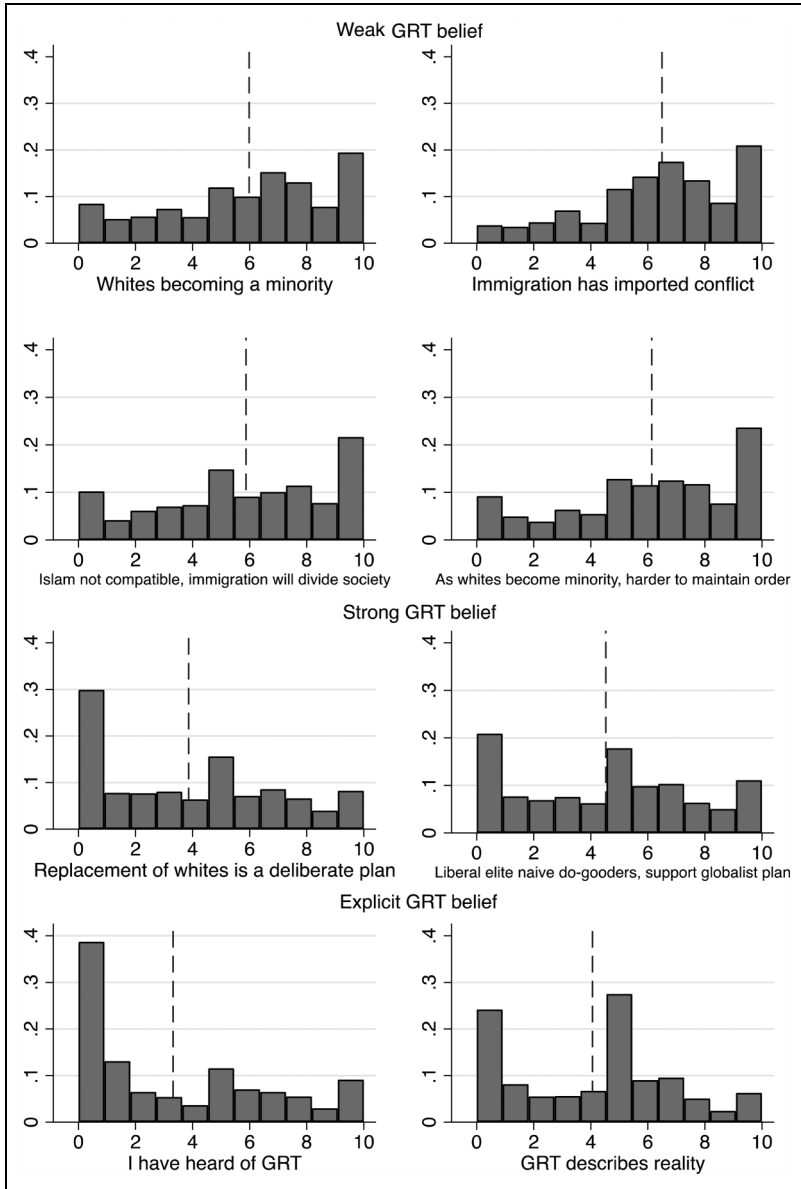 Weak GRT belief
.4
.3
.2
.1
0
0 2 4 6 8 10
Whites becoming a minority
.4
.3
.2
.1
0
0 2 4 6 8 10
Immigration has imported conflict
.4
.3
.2
.1
0
0 2 4 6 8 10
Islam not compatible, immigration will divide society
.4
.3
.2
.1
0
0 2 4 6 8 10
As whites become minority, harder to maintain order
Strong GRT belief
.4
.3
.2
.1
0
0 2 4 6 8 10
Replacement of whites is a deliberate plan
.4
.3
.2
.1
0
0 2 4 6 8 10
Liberal elite naive do-gooders, support globalist plan
Explicit GRT belief
.4
.3
.2
.1
0
0 2 4 6 8 10
I have heard of GRT
.4
.3
.2
.1
0
0 2 4 6 8 10
GRT describes reality